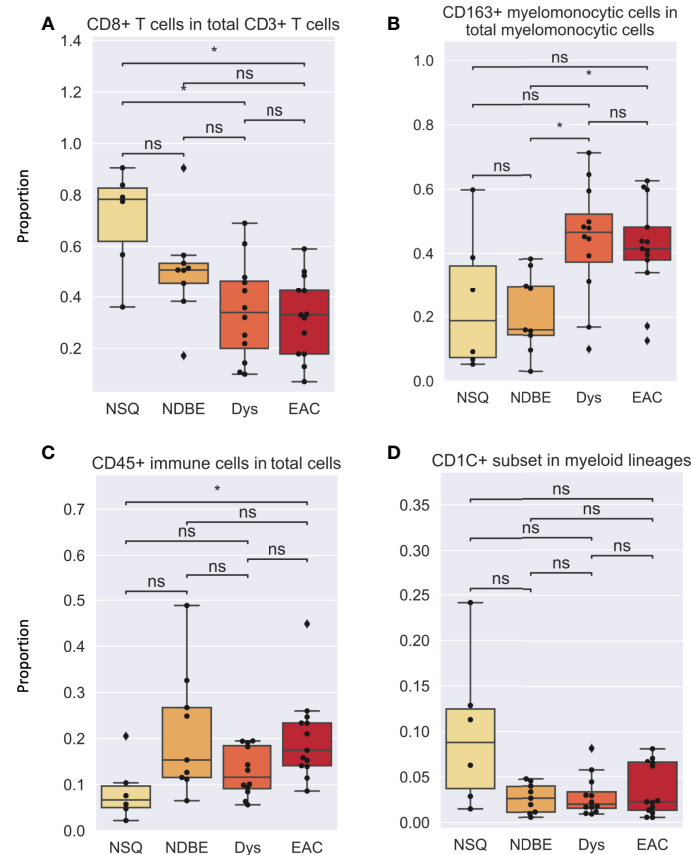 A
CD8+ T cells in total CD3+ T cells
1.4
1.2
1.0
0.8
0.6
0.4
0.2
Proportion
*
ns
*
ns
ns
ns
NSQ
NDBE
Dys
EAC
B
CD163+ myelomonocytic cells in
total myelomonocytic cells
1.0
0.8
0.6
0.4
0.2
0.0
ns
*
ns
ns
*
ns
NSQ
NDBE
Dys
EAC
C
CD45+ immune cells in total cells
0.7
0.6
0.5
0.4
0.3
0.2
0.1
0.0
Proportion
*
ns
ns
ns
ns
ns
NSQ
NDBE
Dys
EAC
D
CD1C+ subset in myeloid lineages
0.35
0.30
0.25
0.20
0.15
0.10
0.05
0.00
ns
ns
ns
ns
ns
ns
NSQ
NDBE
Dys
EAC